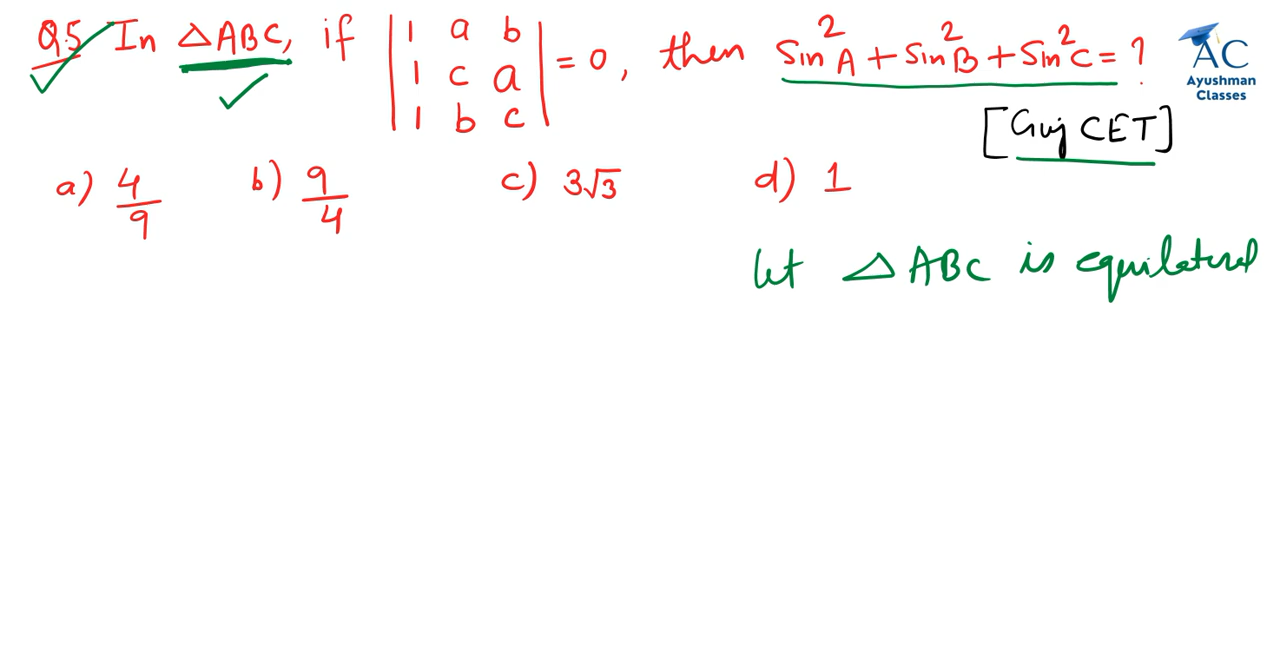 Q5 In △ABC, if | 1 a b | = 0, then Sin²A + Sin²B + Sin²C = ?
| 1 c a |
| 1 b c |
AC
Ayushman
Classes
[Guj CET]
a) 4/9 b) 9/4 c) 3√3 d) 1
let △ABC is equilateral